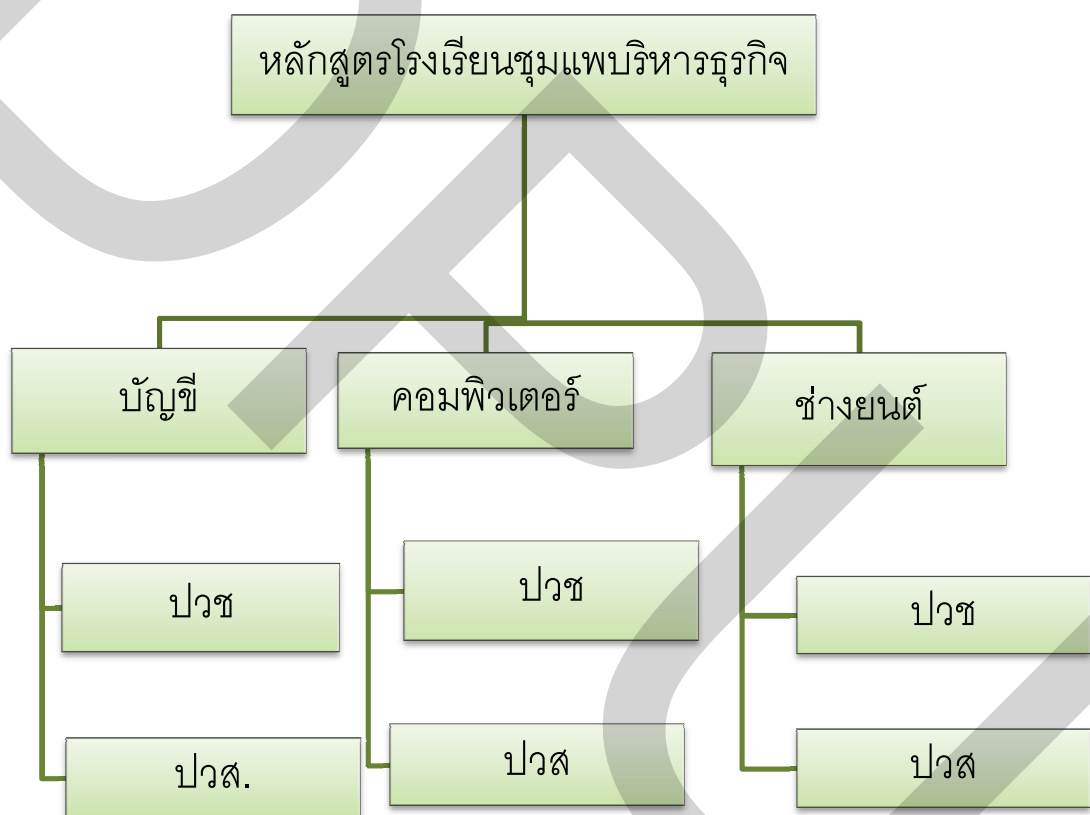 หลักสูตรโรงเรียนชุมแพบริหารธุรกิจ
บัญชี
คอมพิวเตอร์
ช่างยนต์
ปวช
ปวช
ปวช
ปวส.
ปวส
ปวส